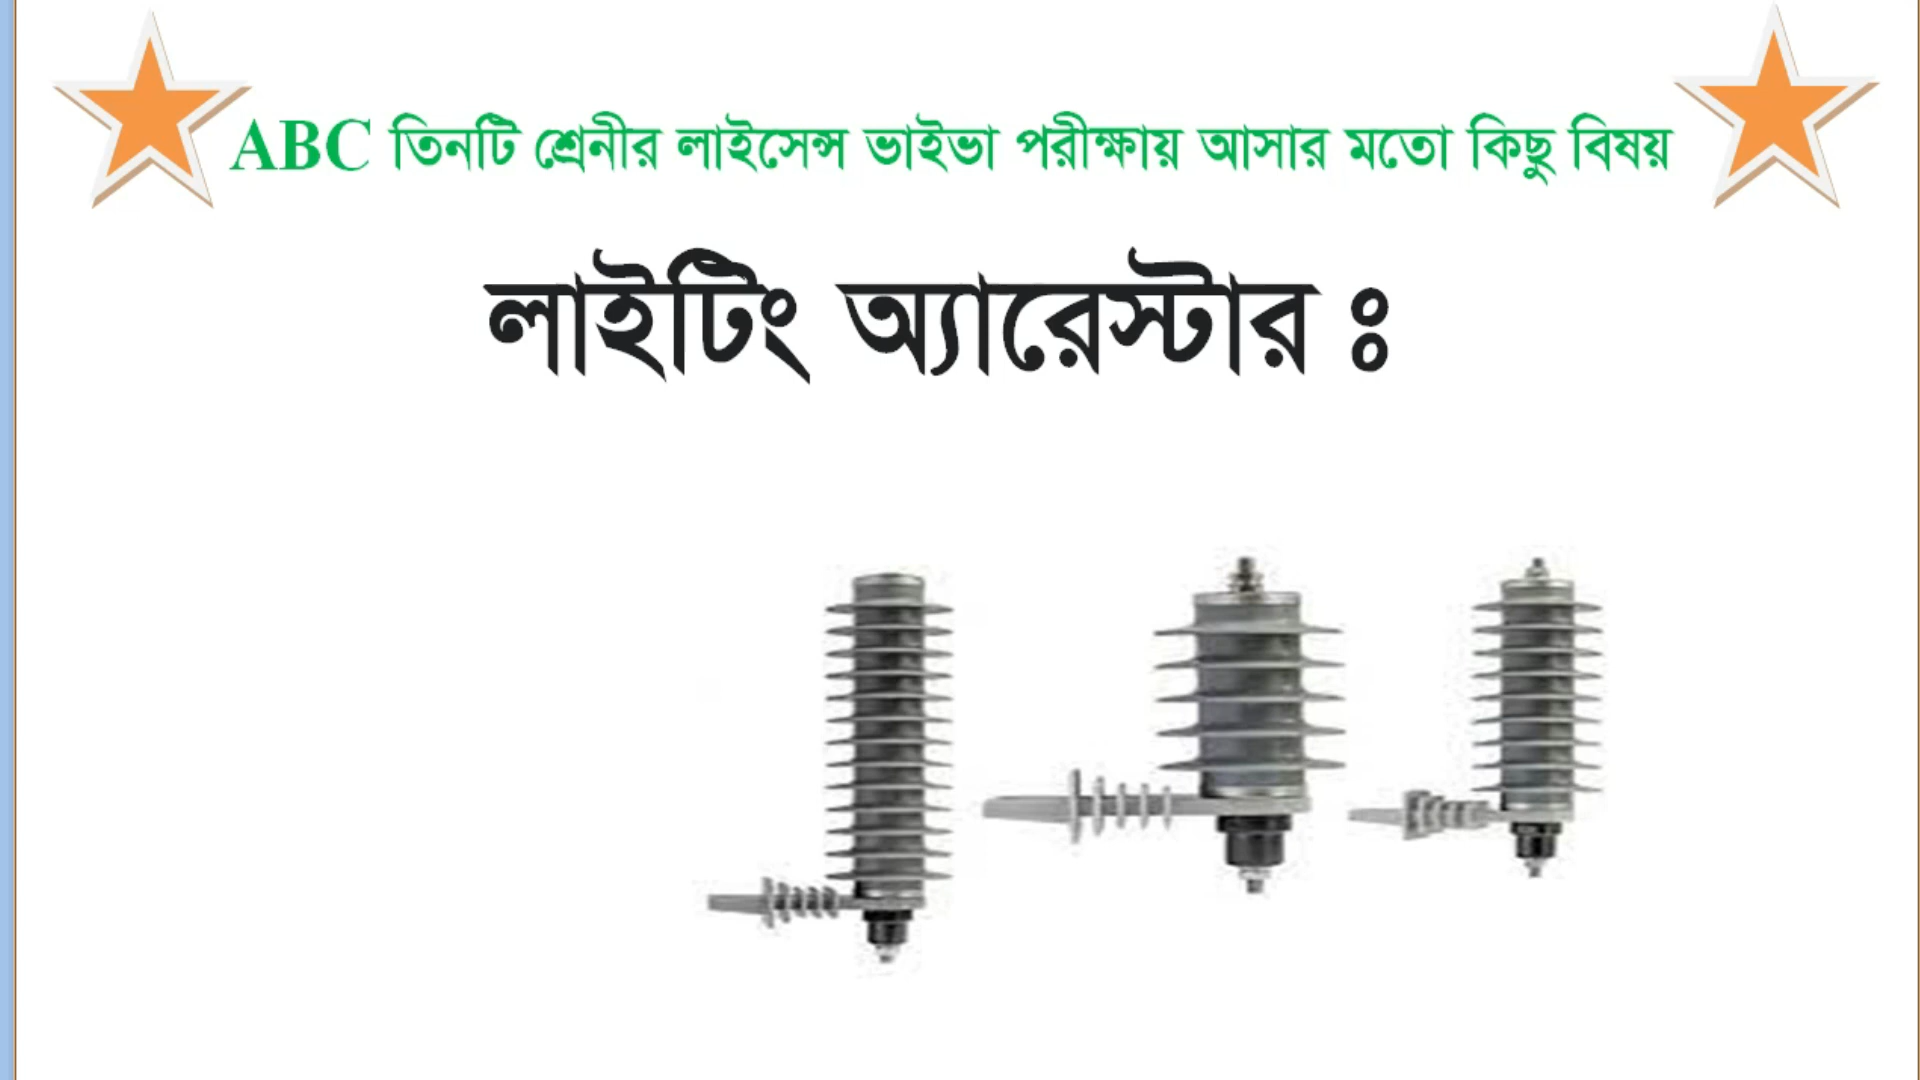 ABC তিনটি শ্রেনীর লাইসেন্স ভাইভা পরীক্ষায় আসার মতো কিছু বিষয়
লাইটিং অ্যারেস্টার ঃ